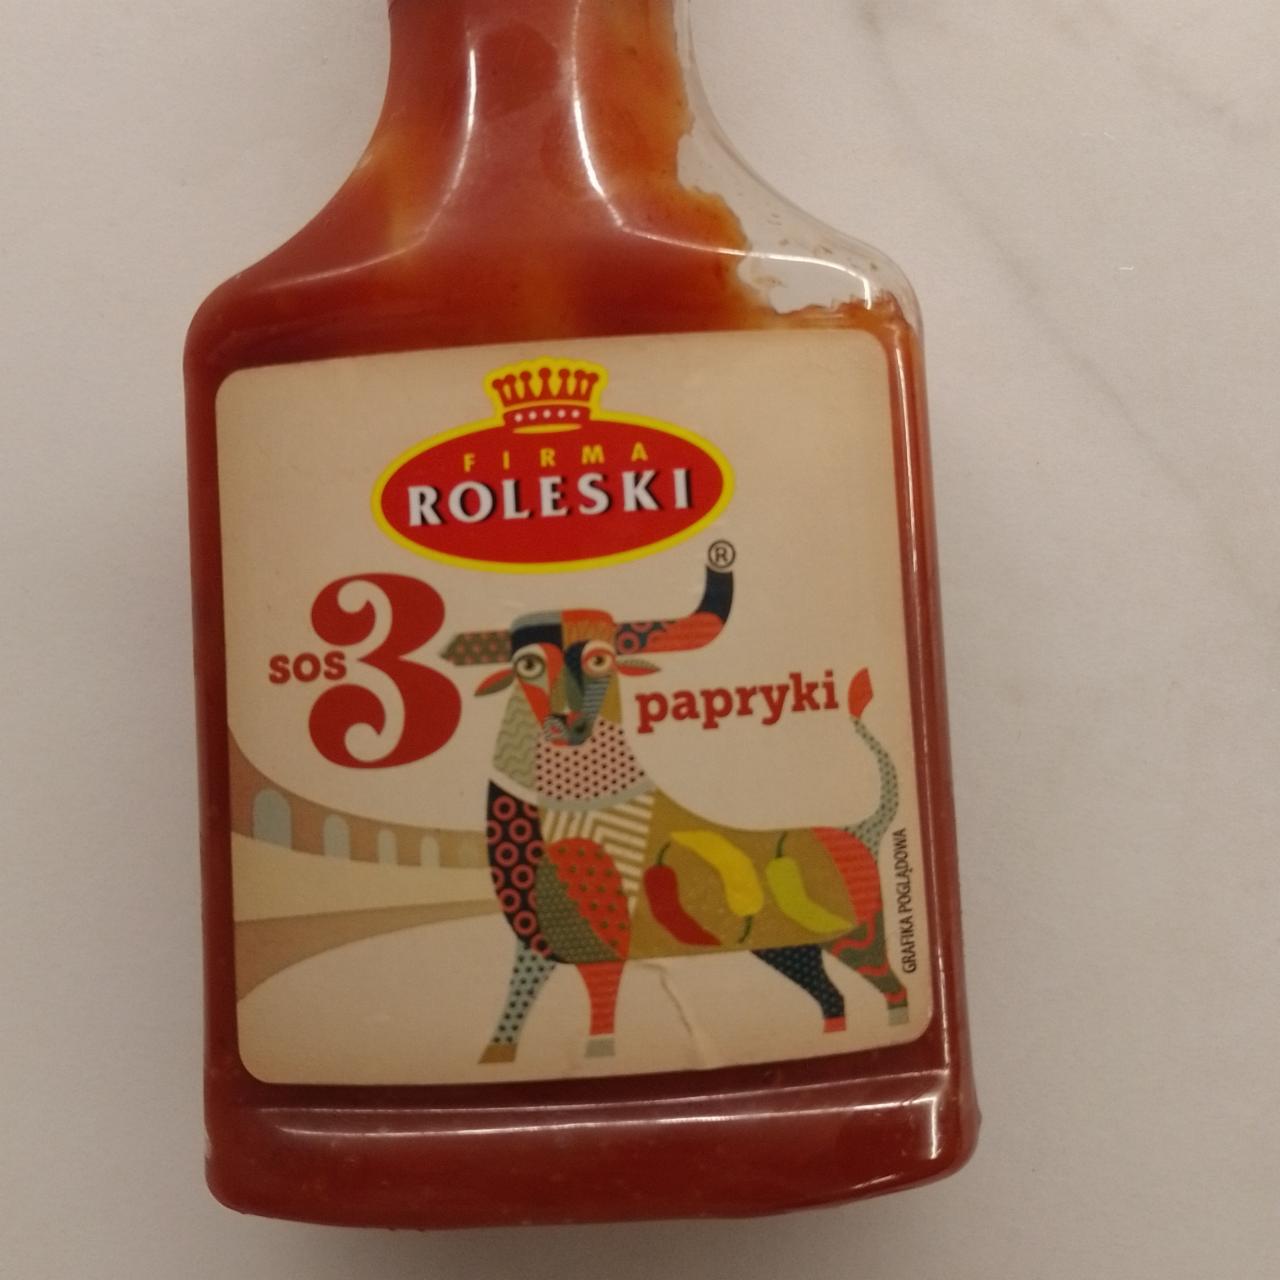 FIRMA
ROLESKI
®
sos 3 papryki
GRAFIKA POGLĄDOWA